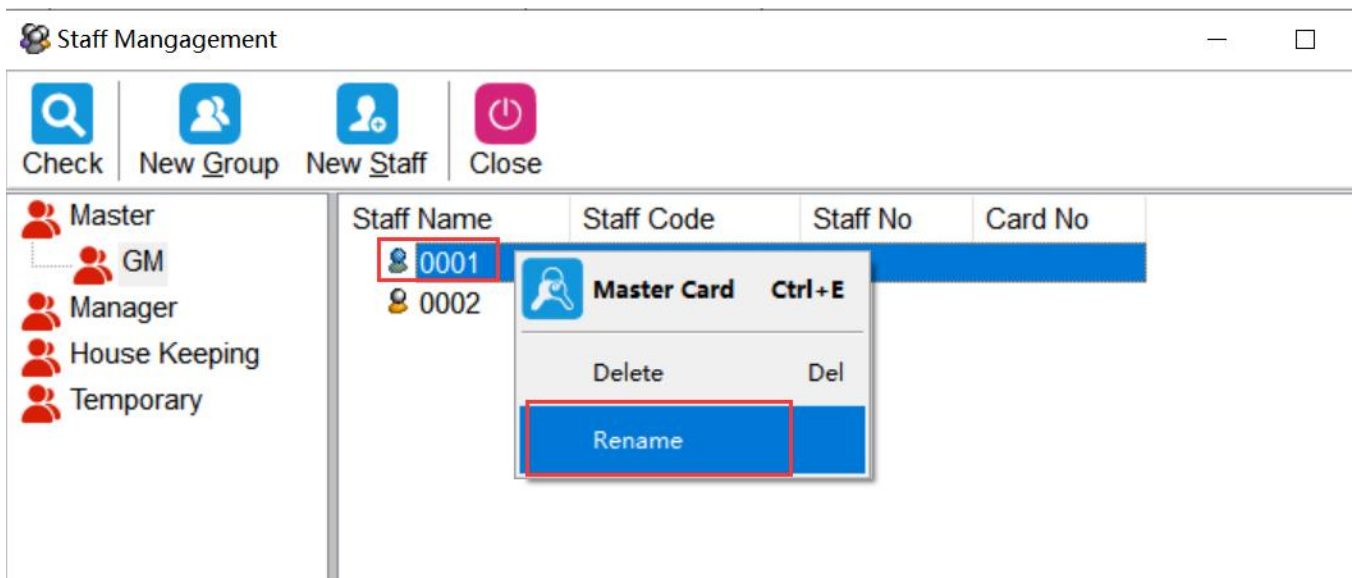 Staff Mangagement
Check New Group New Staff Close
Master
GM
Manager
House Keeping
Temporary
Staff Name Staff Code Staff No Card No
0001
0002
Master Card Ctrl+E
Delete Del
Rename